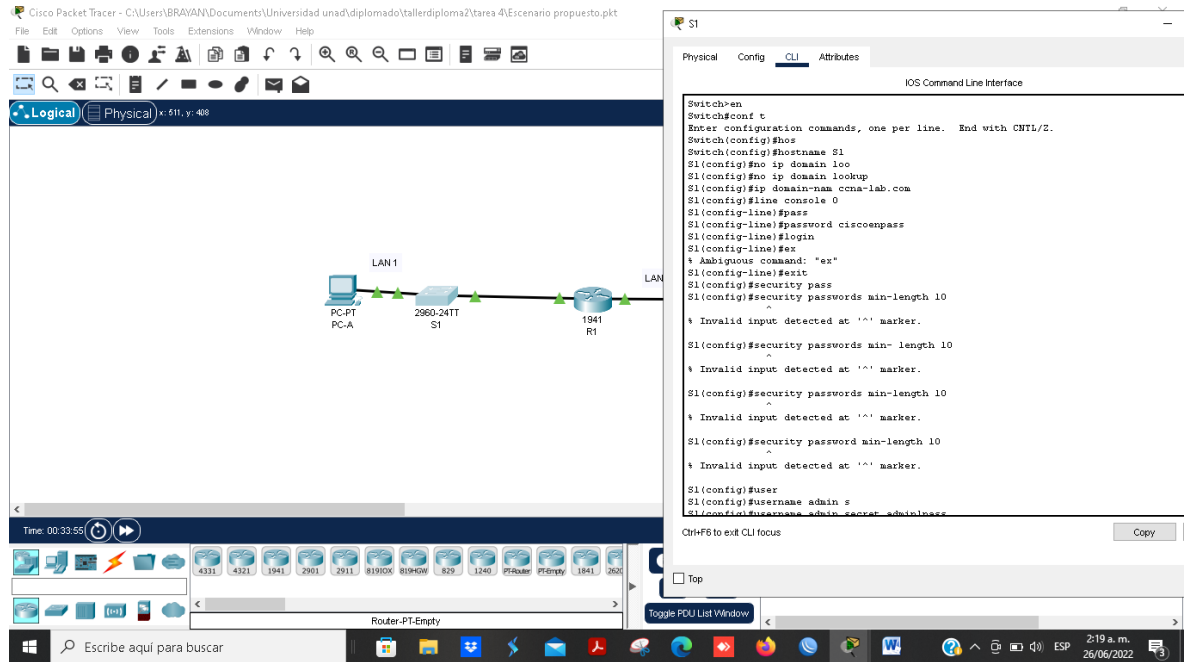 Cisco Packet Tracer - C:\Users\BRAYAN\Documents\Universidad unad\diplomado\tallerdiploma2\tarea 4\Escenario propuesto.pkt
File Edit Options View Tools Extensions Window Help
Logical Physical x: 511, y: 408
LAN 1
LAN
PC-PT
PC-A
2960-24TT
S1
1941
R1
Time: 00:33:55
4331 4321 1941 2901 2911 819IOX 819HGW 829 1240 PT-Router PT-Empty 1841 2620
Router-PT-Empty
Toggle PDU List Window
S1
Physical Config CLI Attributes
IOS Command Line Interface
Switch>en
Switch#conf t
Enter configuration commands, one per line. End with CNTL/Z.
Switch(config)#hos
Switch(config)#hostname S1
S1(config)#no ip domain loo
S1(config)#no ip domain lookup
S1(config)#ip domain-nam ccna-lab.com
S1(config)#line console 0
S1(config-line)#pass
S1(config-line)#password ciscoenpass
S1(config-line)#login
S1(config-line)#ex
% Ambiguous command: "ex"
S1(config-line)#exit
S1(config)#security pass
S1(config)#security passwords min-length 10
^
% Invalid input detected at '^' marker.
S1(config)#security passwords min- length 10
^
% Invalid input detected at '^' marker.
S1(config)#security passwords min-length 10
^
% Invalid input detected at '^' marker.
S1(config)#security password min-length 10
^
% Invalid input detected at '^' marker.
S1(config)#user
S1(config)#username admin s
S1(config)#username admin secret admin1pass
Ctrl+F6 to exit CLI focus
Copy
Top
Escribe aquí para buscar
ESP
2:19 a. m.
26/06/2022
3